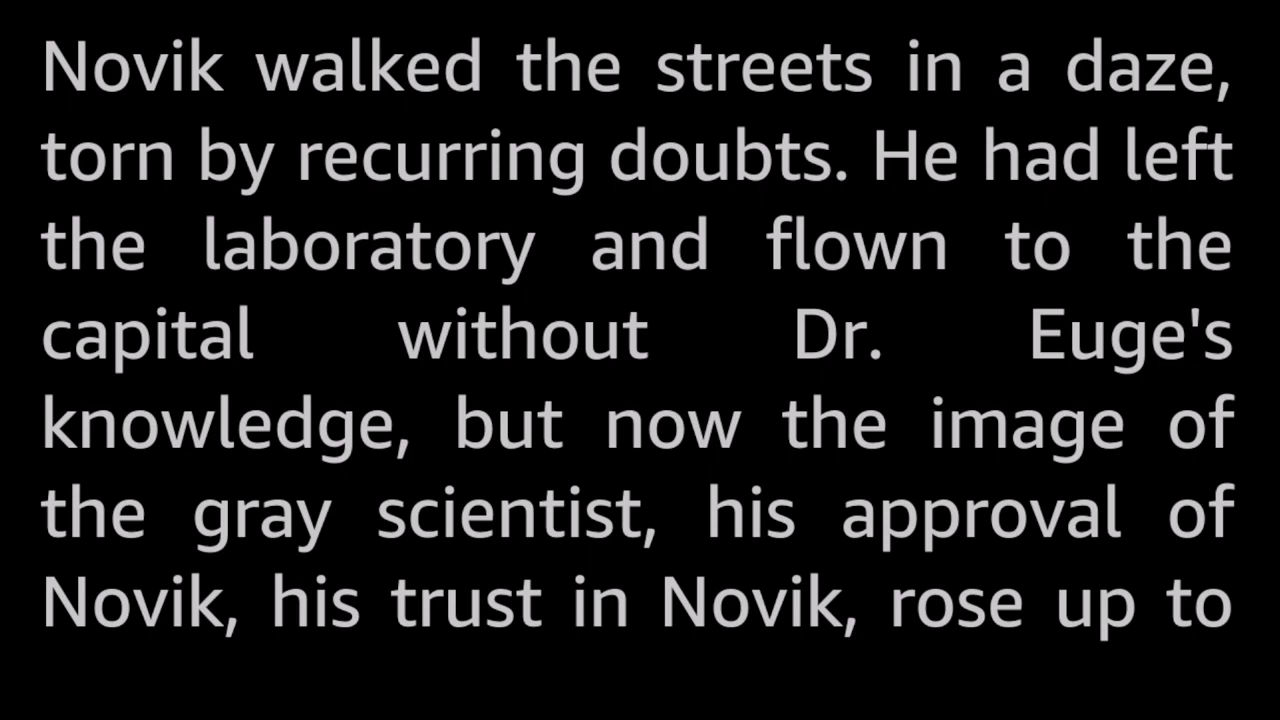 Novik walked the streets in a daze,
torn by recurring doubts. He had left
the laboratory and flown to the
capital without Dr. Euge's
knowledge, but now the image of
the gray scientist, his approval of
Novik, his trust in Novik, rose up to